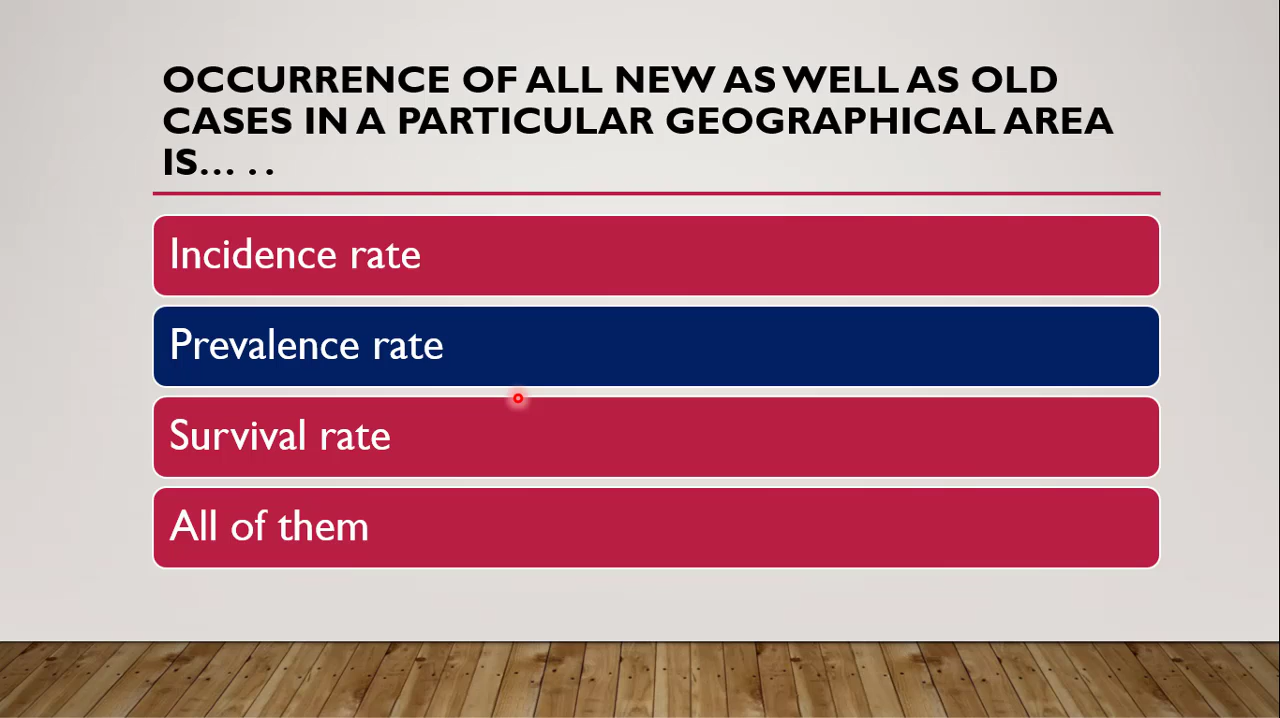 OCCURRENCE OF ALL NEW AS WELL AS OLD
CASES IN A PARTICULAR GEOGRAPHICAL AREA
IS... . .
Incidence rate
Prevalence rate
Survival rate
All of them